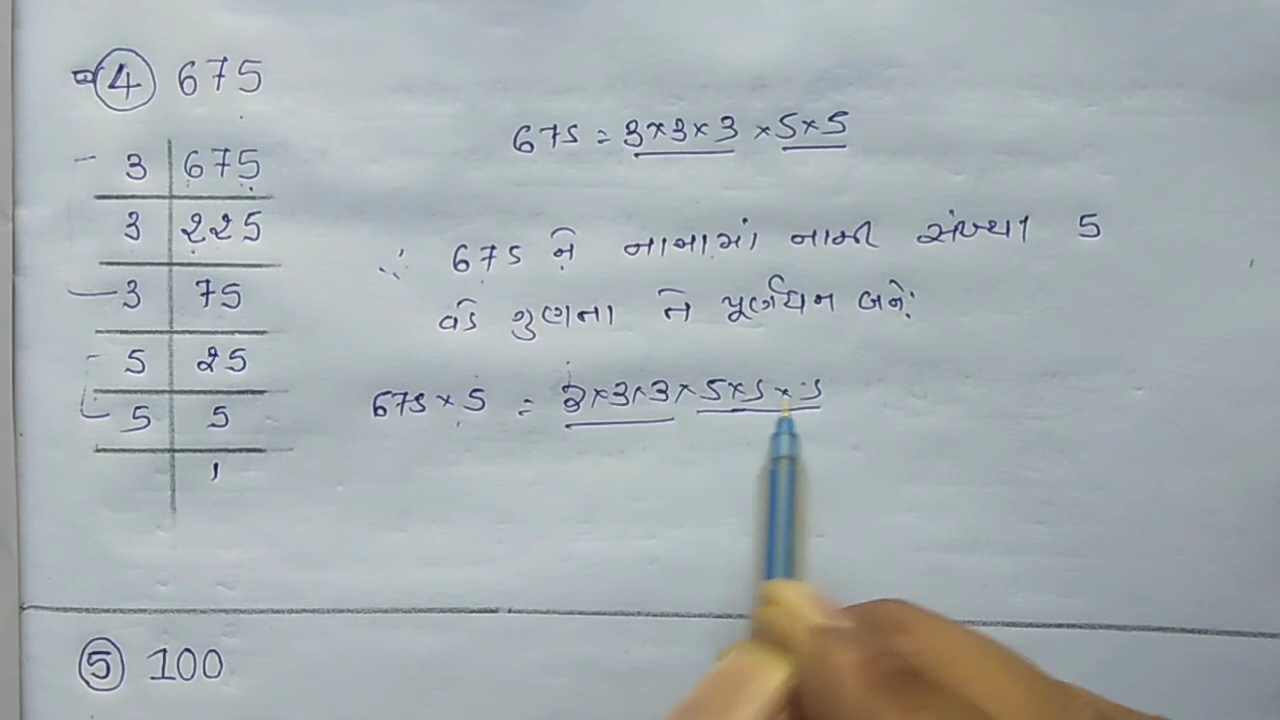 ④ 675
3 675
3 225
3 75
5 25
5 5
1
675 = 3×3×3 × 5×5
∴ 675 ને નાનામાં નાની સંખ્યા 5
વડે ગુણતા તે પૂર્ણઘન બને.
675 × 5 = 3×3×3 × 5×5×5
⑤ 100